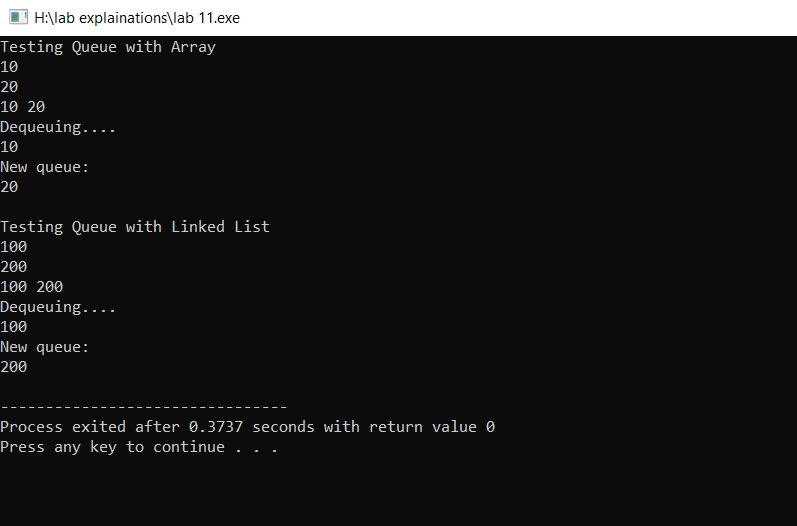 H:\lab explainations\lab 11.exe
Testing Queue with Array
10
20
10 20
Dequeuing....
10
New queue:
20
Testing Queue with Linked List
100
200
100 200
Dequeuing....
100
New queue:
200
--------------------------------
Process exited after 0.3737 seconds with return value 0
Press any key to continue . . .